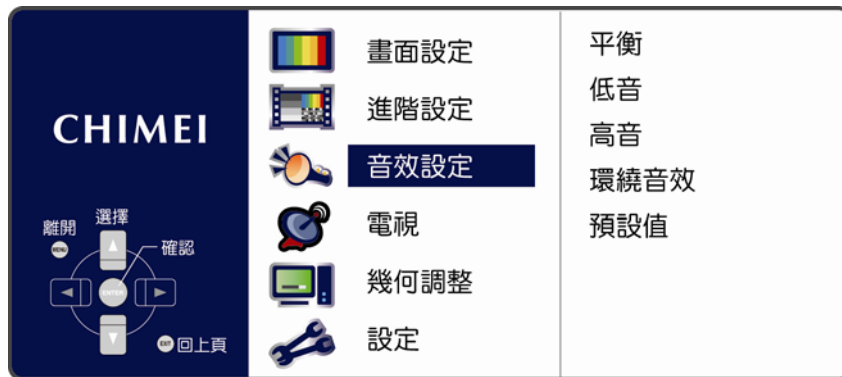 CHIMEI
離開
選擇
MENU
確認
ENTER
EXIT
回上頁
畫面設定
進階設定
音效設定
電視
幾何調整
設定
平衡
低音
高音
環繞音效
預設值